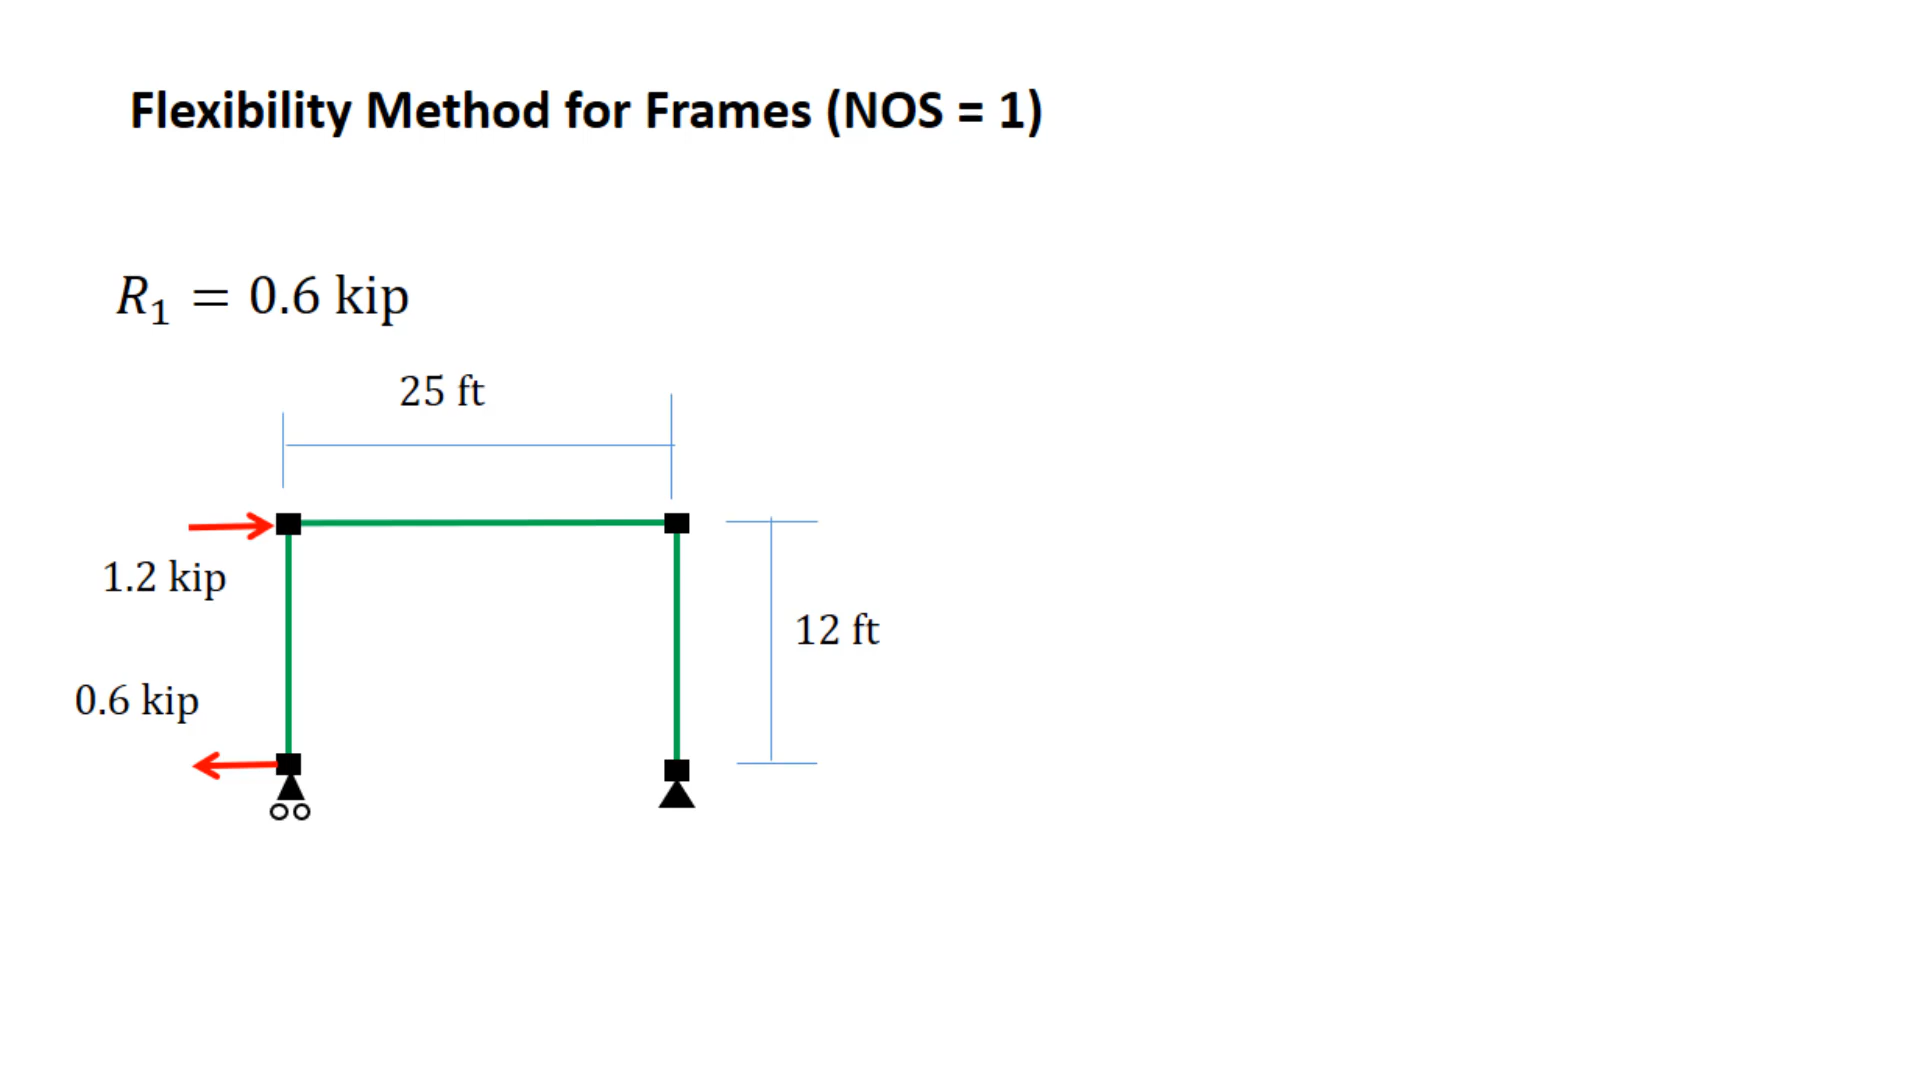 Flexibility Method for Frames (NOS = 1)
R₁ = 0.6 kip
25 ft
1.2 kip
12 ft
0.6 kip